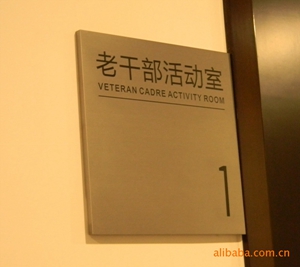 老干部活动室
VETERAN CADRE ACTIVITY ROOM
1
alibaba.com.cn